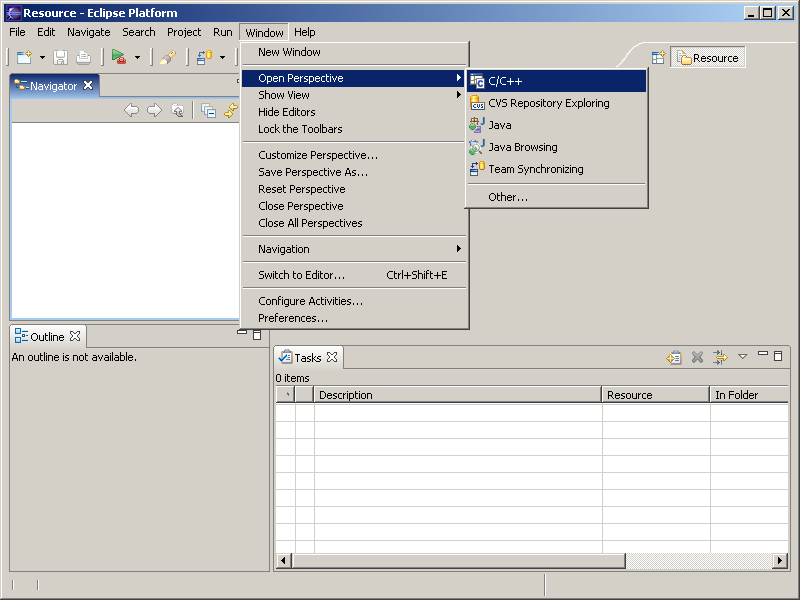 Resource - Eclipse Platform
File Edit Navigate Search Project Run Window Help
Resource
Navigator
New Window
Open Perspective
Show View
Hide Editors
Lock the Toolbars
Customize Perspective...
Save Perspective As...
Reset Perspective
Close Perspective
Close All Perspectives
Navigation
Switch to Editor... Ctrl+Shift+E
Configure Activities...
Preferences...
C/C++
CVS Repository Exploring
Java
Java Browsing
Team Synchronizing
Other...
Outline
An outline is not available.
Tasks
0 items
Description Resource In Folder